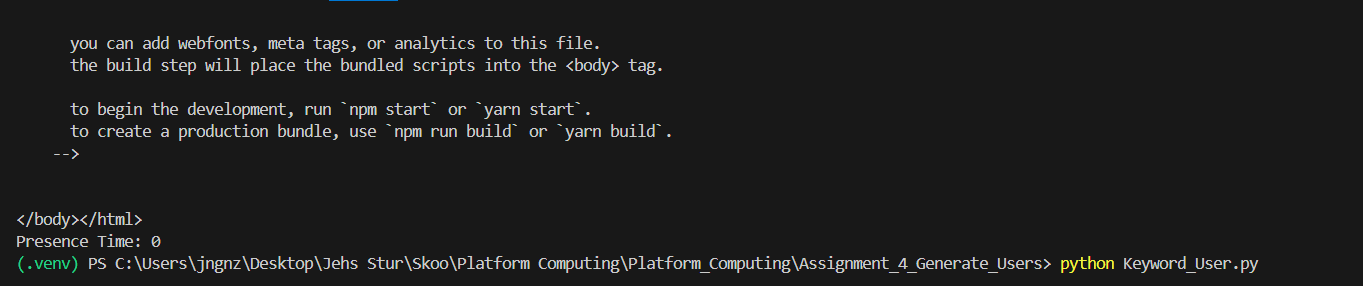 you can add webfonts, meta tags, or analytics to this file.
the build step will place the bundled scripts into the <body> tag.
to begin the development, run `npm start` or `yarn start`.
to create a production bundle, use `npm run build` or `yarn build`.
-->
</body></html>
Presence Time: 0
(.venv) PS C:\Users\jngnz\Desktop\Jehs Stur\Skoo\Platform Computing\Platform_Computing\Assignment_4_Generate_Users> python Keyword_User.py